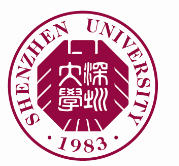 SHENZHEN UNIVERSITY
深圳
大學
·1983·